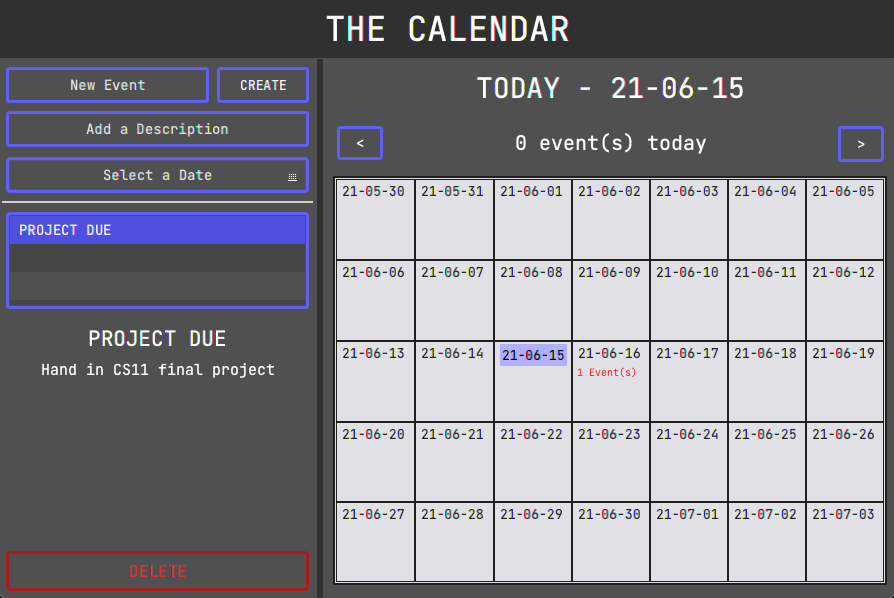 THE CALENDAR
New Event
CREATE
Add a Description
Select a Date
PROJECT DUE
PROJECT DUE
Hand in CS11 final project
DELETE
TODAY - 21-06-15
< 0 event(s) today >
21-05-30 21-05-31 21-06-01 21-06-02 21-06-03 21-06-04 21-06-05
21-06-06 21-06-07 21-06-08 21-06-09 21-06-10 21-06-11 21-06-12
21-06-13 21-06-14 21-06-15 21-06-16 21-06-17 21-06-18 21-06-19
1 Event(s)
21-06-20 21-06-21 21-06-22 21-06-23 21-06-24 21-06-25 21-06-26
21-06-27 21-06-28 21-06-29 21-06-30 21-07-01 21-07-02 21-07-03